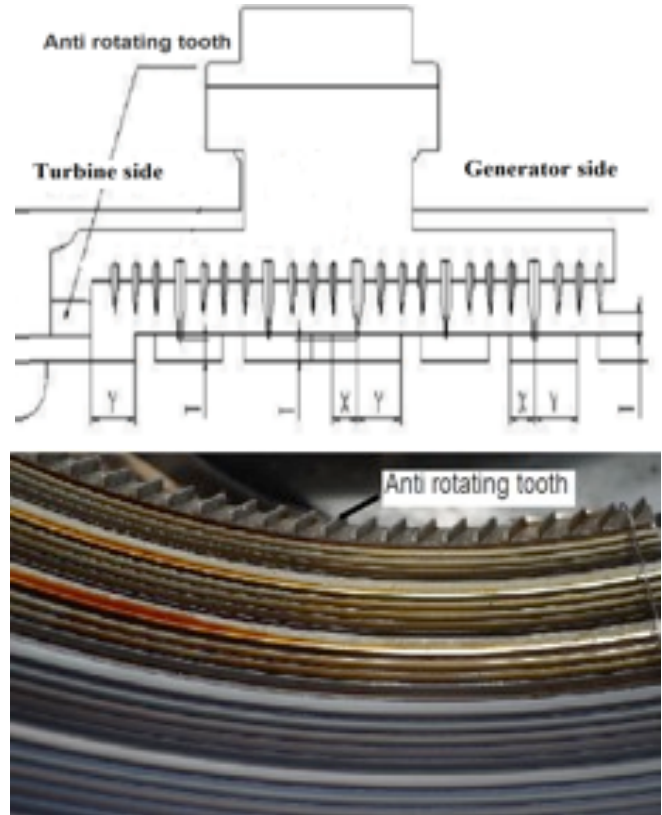 Anti rotating tooth
Turbine side
Generator side
Y
X
Y
X
Anti rotating tooth